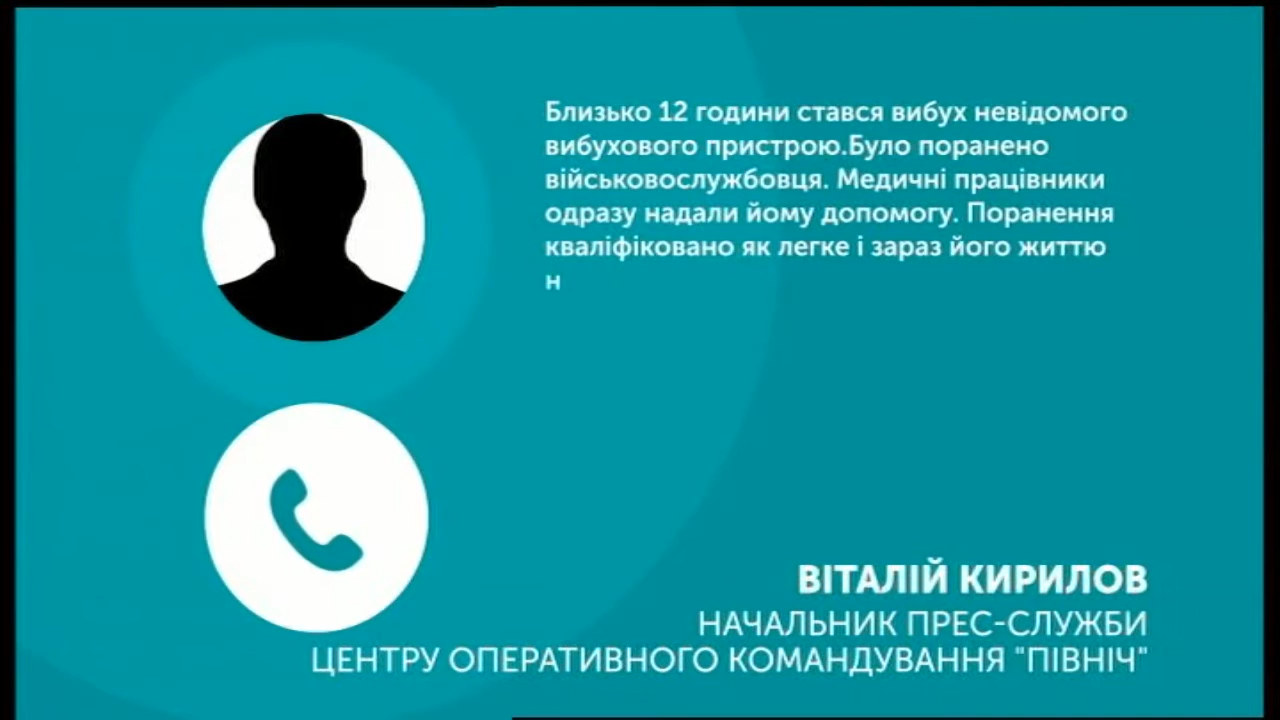 Близько 12 години стався вибух невідомого
вибухового пристрою.Було поранено
військовослужбовця. Медичні працівники
одразу надали йому допомогу. Поранення
кваліфіковано як легке і зараз його життю
н
ВІТАЛІЙ КИРИЛОВ
НАЧАЛЬНИК ПРЕС-СЛУЖБИ
ЦЕНТРУ ОПЕРАТИВНОГО КОМАНДУВАННЯ "ПІВНІЧ"